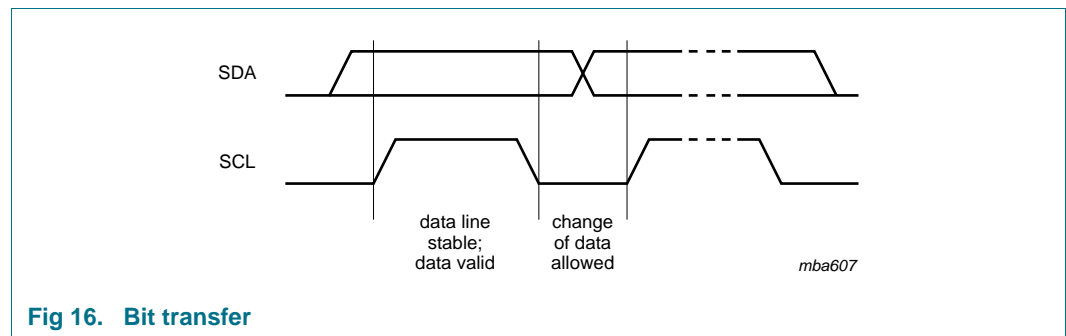 SDA
SCL
data line
stable;
data valid
change
of data
allowed
mba607
Fig 16. Bit transfer